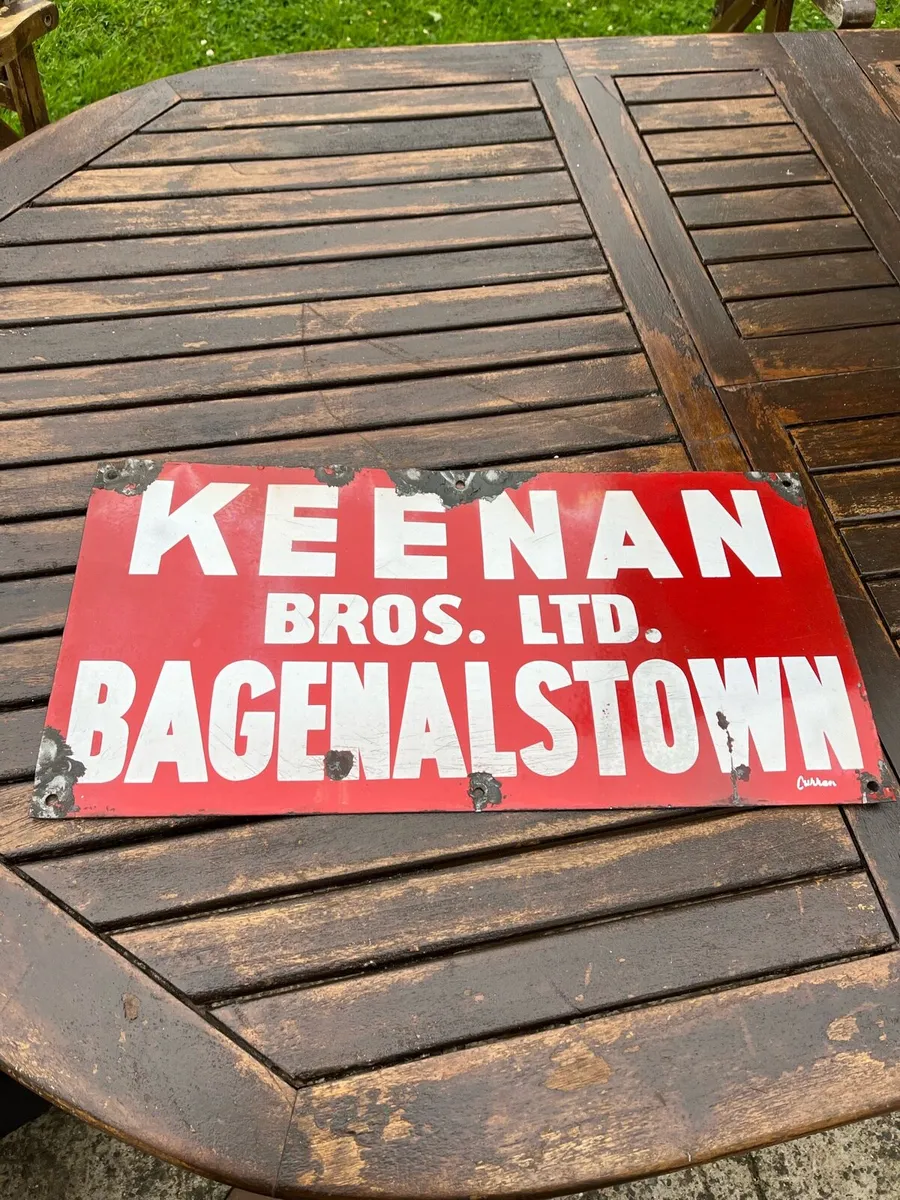 KEENAN
BROS. LTD.
BAGENALSTOWN
Curran